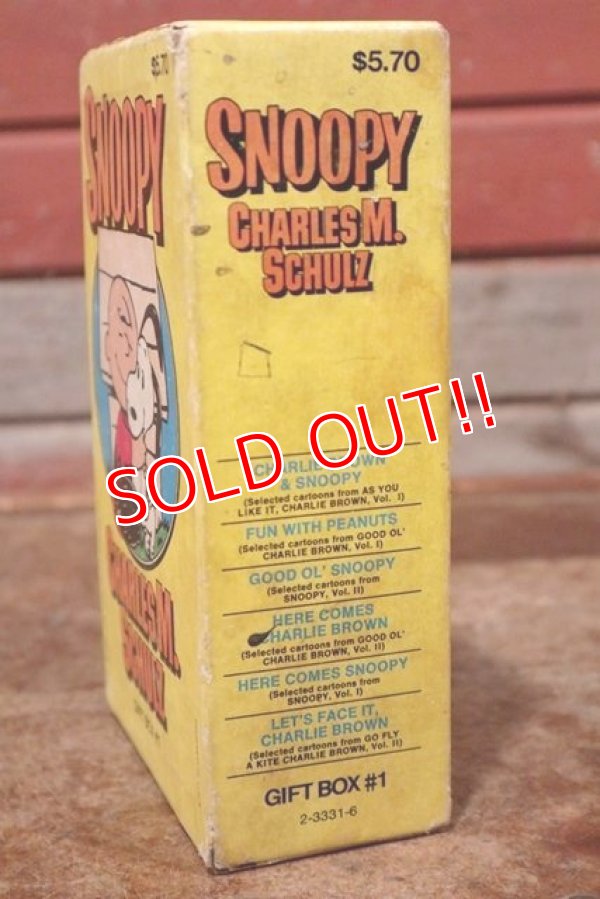 $5.70
SNOOPY
CHARLES M.
SCHULZ
$5.70
SNOOPY
CHARLES M.
SCHULZ
SOLD OUT!!
CHARLIE BROWN
& SNOOPY
(Selected cartoons from AS YOU
LIKE IT, CHARLIE BROWN, Vol. I)
FUN WITH PEANUTS
(Selected cartoons from GOOD OL'
CHARLIE BROWN, Vol. I)
GOOD OL' SNOOPY
(Selected cartoons from
SNOOPY, Vol. II)
HERE COMES
CHARLIE BROWN
(Selected cartoons from GOOD OL'
CHARLIE BROWN, Vol. II)
HERE COMES SNOOPY
(Selected cartoons from
SNOOPY, Vol. I)
LET'S FACE IT,
CHARLIE BROWN
(Selected cartoons from GO FLY
A KITE CHARLIE BROWN, Vol. II)
GIFT BOX #1
2-3331-6